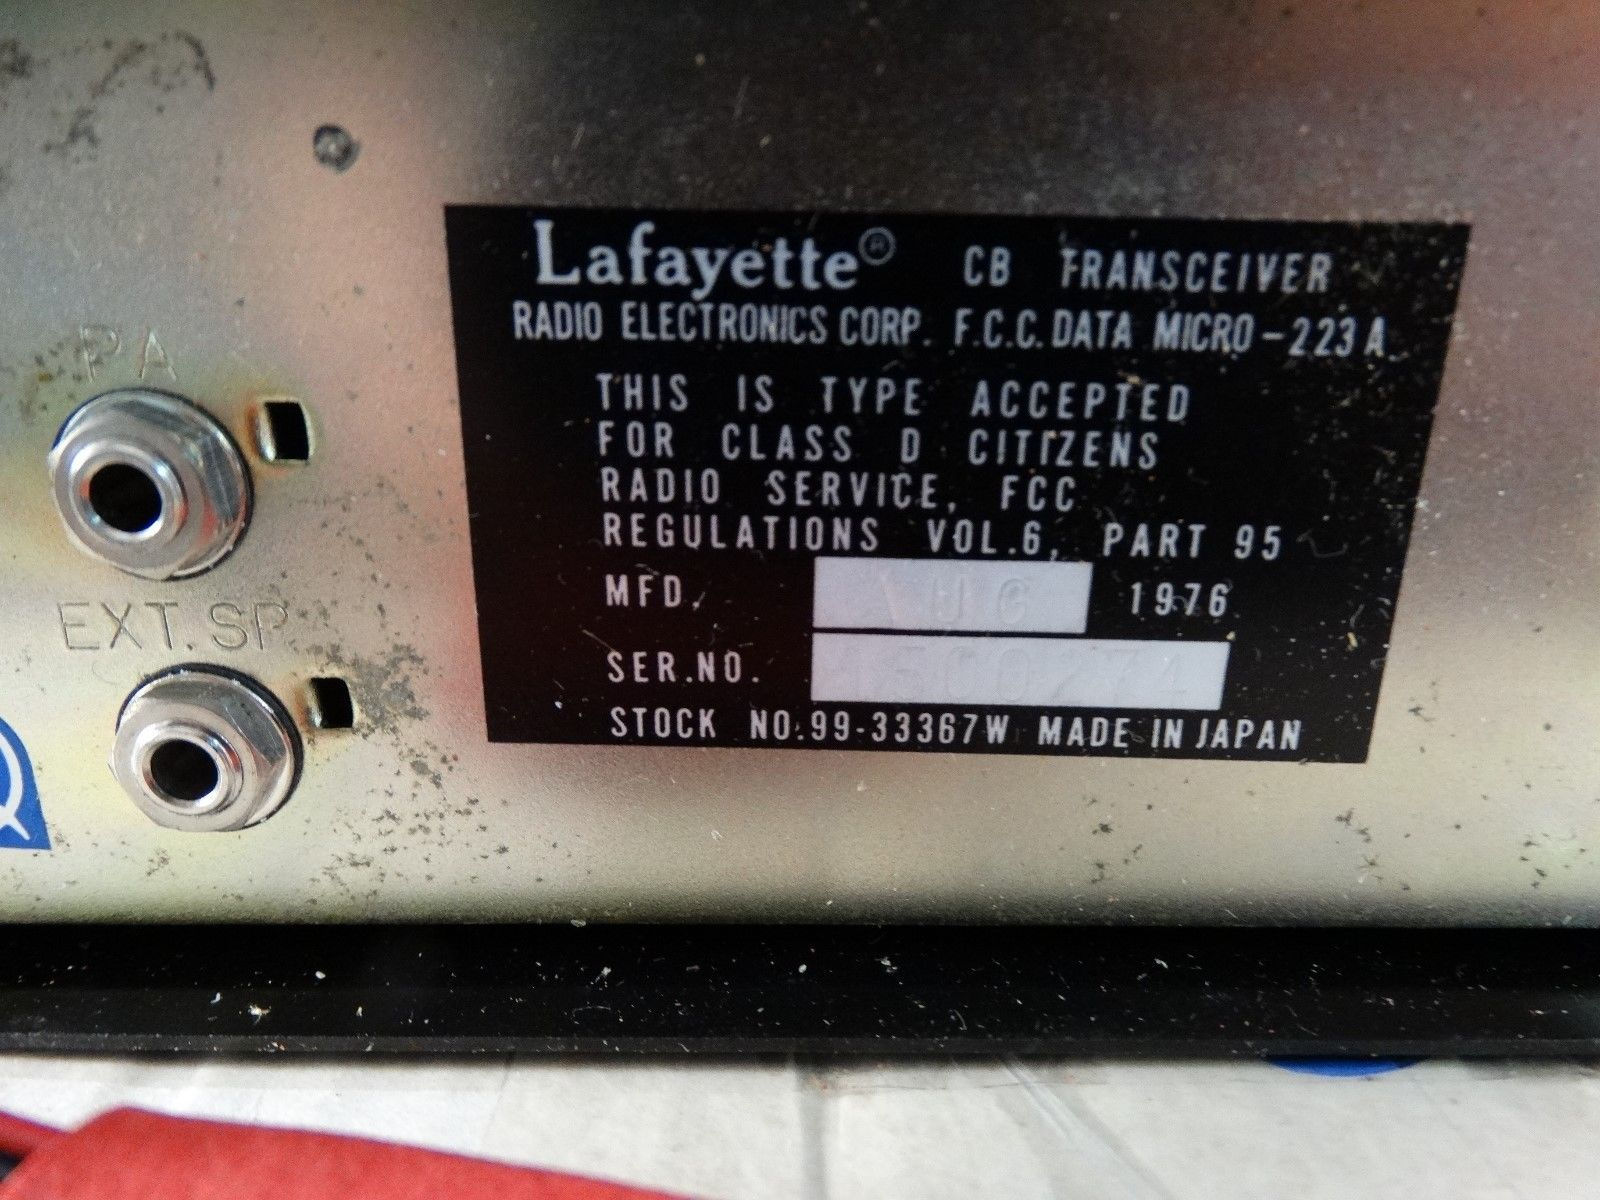 PA
EXT. SP
Lafayette® CB TRANSCEIVER
RADIO ELECTRONICS CORP. F.C.C. DATA MICRO-223A
THIS IS TYPE ACCEPTED
FOR CLASS D CITIZENS
RADIO SERVICE, FCC
REGULATIONS VOL.6, PART 95
MFD. AUG 1976
SER.NO.
STOCK NO.99-33367W MADE IN JAPAN